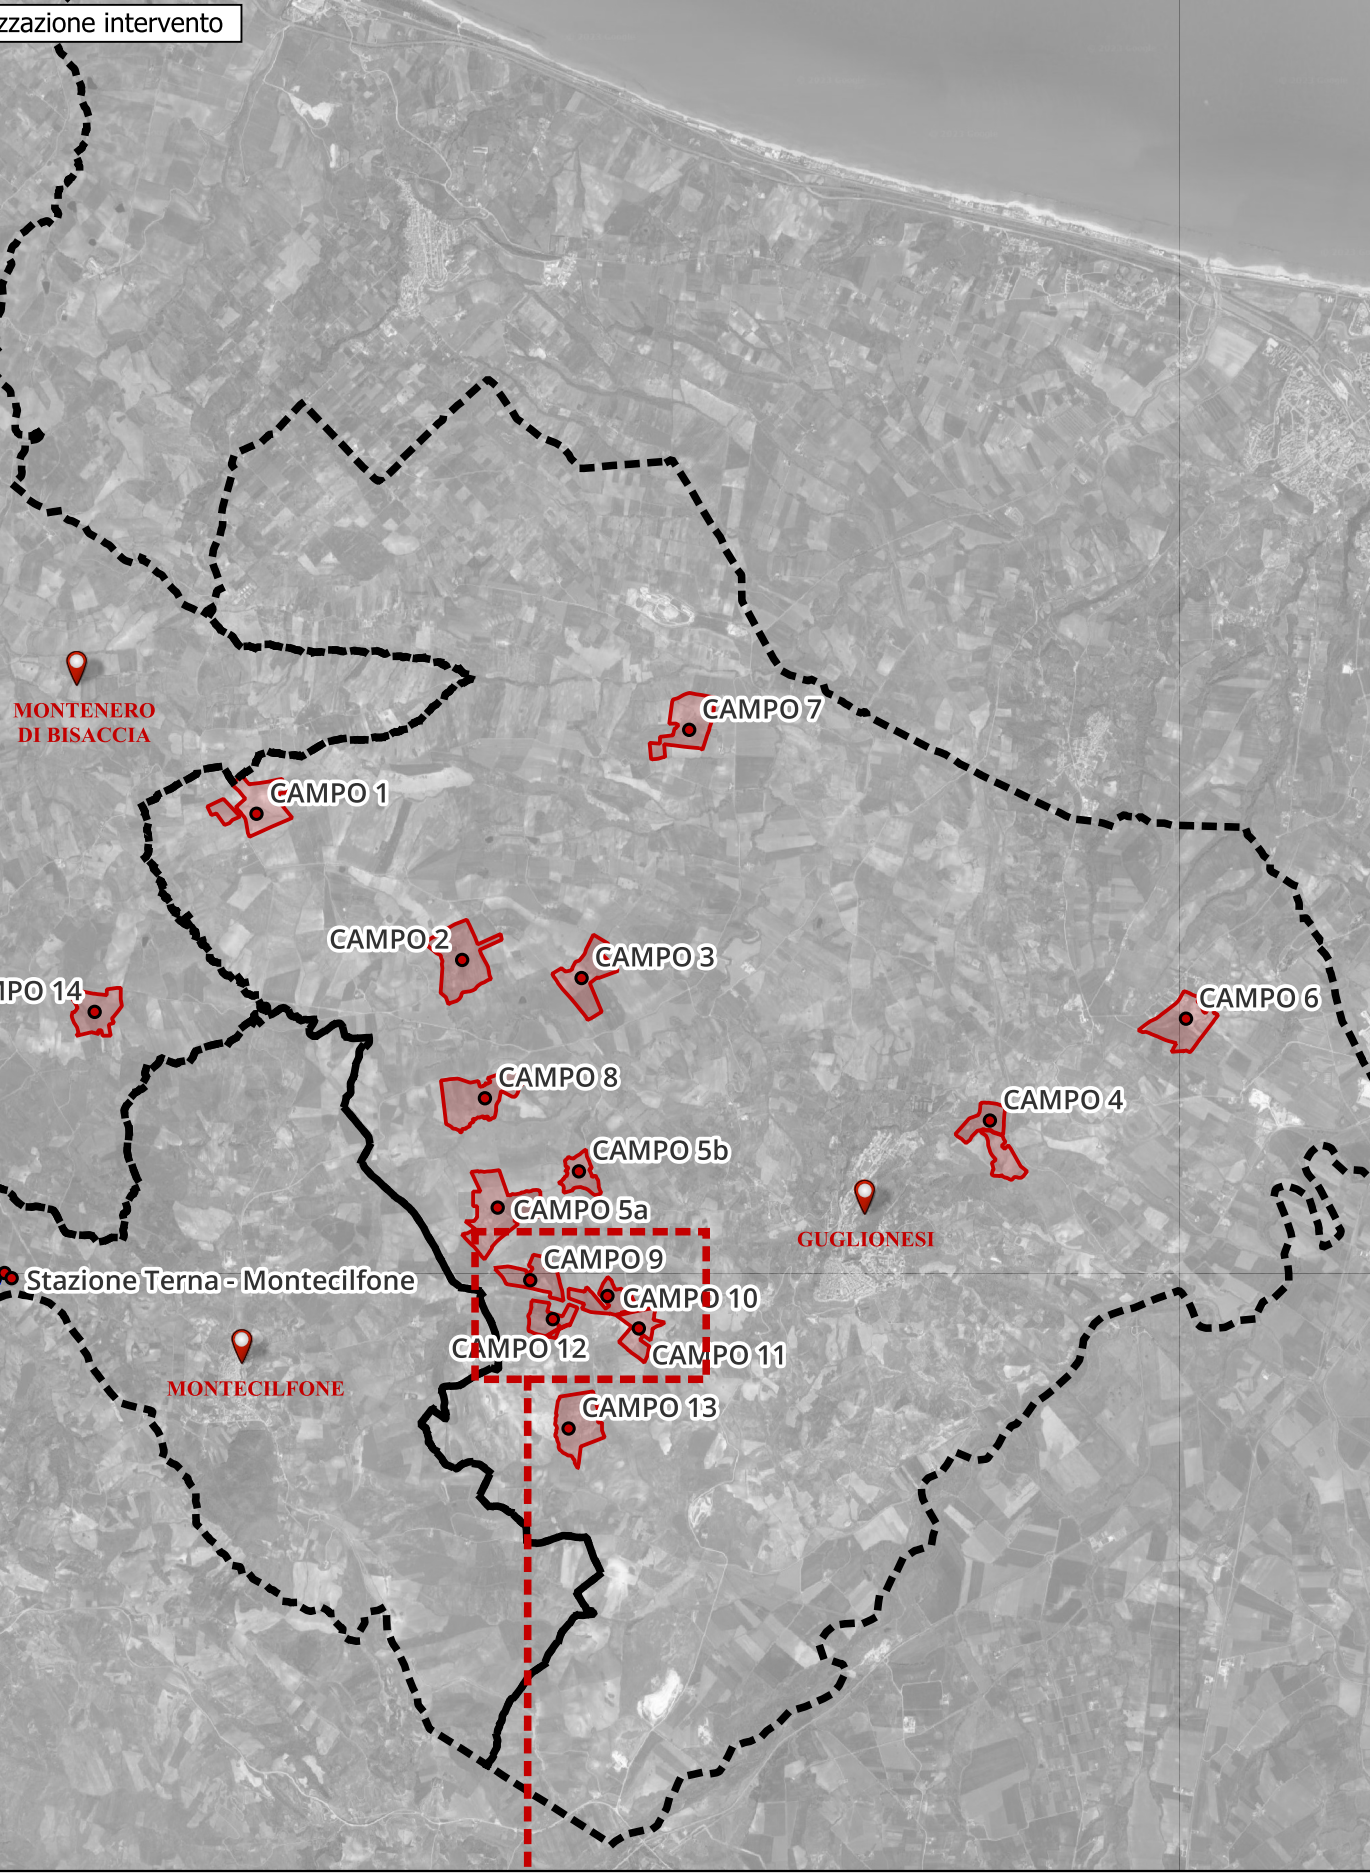 zzazione intervento
CAMPO 7
MONTENERO
DI BISACCIA
CAMPO 1
CAMPO 2
CAMPO 3
MPO 14
CAMPO 6
CAMPO 8
CAMPO 4
CAMPO 5b
CAMPO 5a
GUGLIONESI
CAMPO 9
Stazione Terna - Montecilfone
CAMPO 10
CAMPO 12
CAMPO 11
MONTECILFONE
CAMPO 13